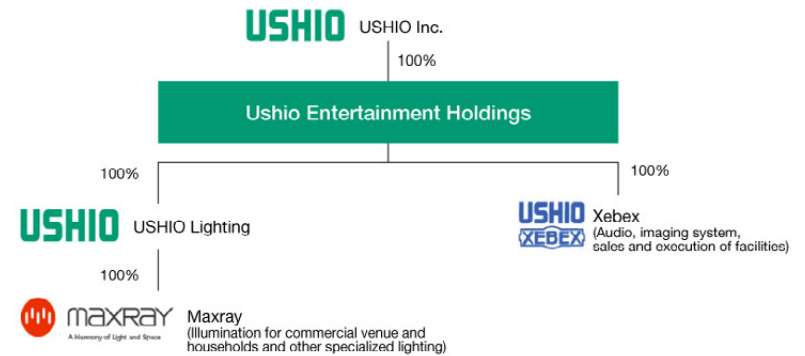 USHIO USHIO Inc.
100%
Ushio Entertainment Holdings
100%
100%
USHIO USHIO Lighting
USHIO
XEBEX
Xebex
(Audio, imaging system,
sales and execution of facilities)
100%
maxRay
A Harmony of Light and Space
Maxray
(Illumination for commercial venue and
households and other specialized lighting)